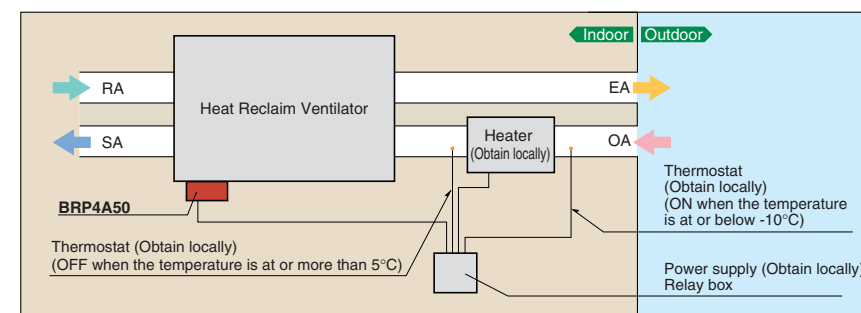 Indoor Outdoor
RA
EA
Heat Reclaim Ventilator
SA
Heater
(Obtain locally)
OA
BRP4A50
Thermostat
(Obtain locally)
(ON when the temperature
is at or below -10°C)
Thermostat (Obtain locally)
(OFF when the temperature is at or more than 5°C)
Power supply (Obtain locally)
Relay box